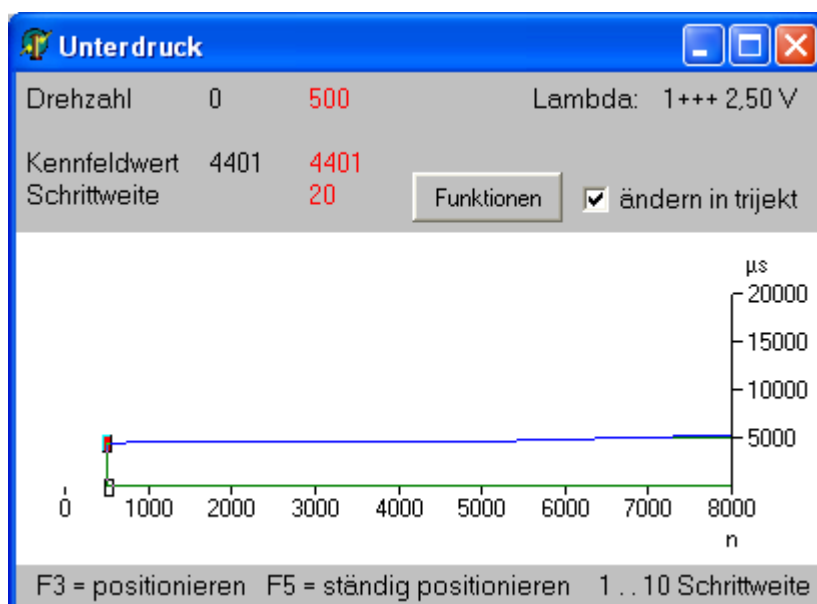 Unterdruck
Drehzahl 0 500 Lambda: 1+++ 2,50 V
Kennfeldwert 4401 4401
Schrittweite 20 Funktionen ändern in trijekt
µs
20000
15000
10000
5000
0 1000 2000 3000 4000 5000 6000 7000 8000
n
F3 = positionieren F5 = ständig positionieren 1 . . 10 Schrittweite